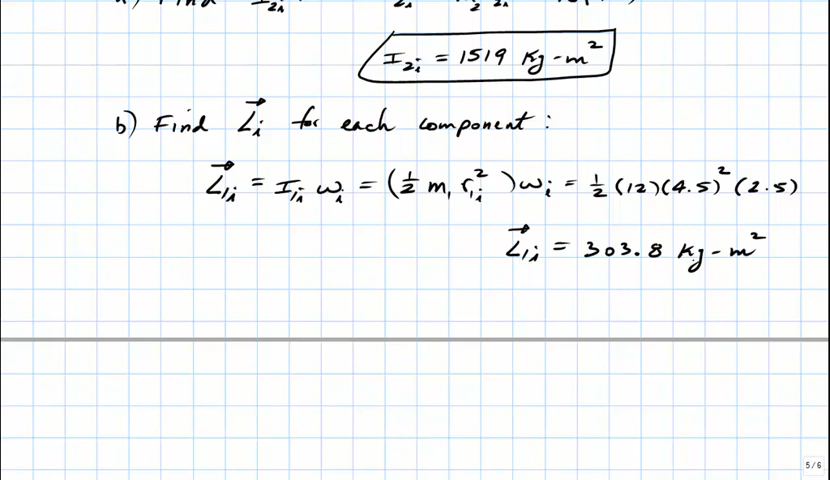 I₂ᵢ = 1519 Kg-m²
b) Find L⃗ᵢ for each component:
L⃗₁ᵢ = I₁ᵢ ωᵢ = (½ m₁ r₁ᵢ²) ωᵢ = ½ (12)(4.5)² (2.5)
L⃗₁ᵢ = 303.8 Kg-m²
5/6